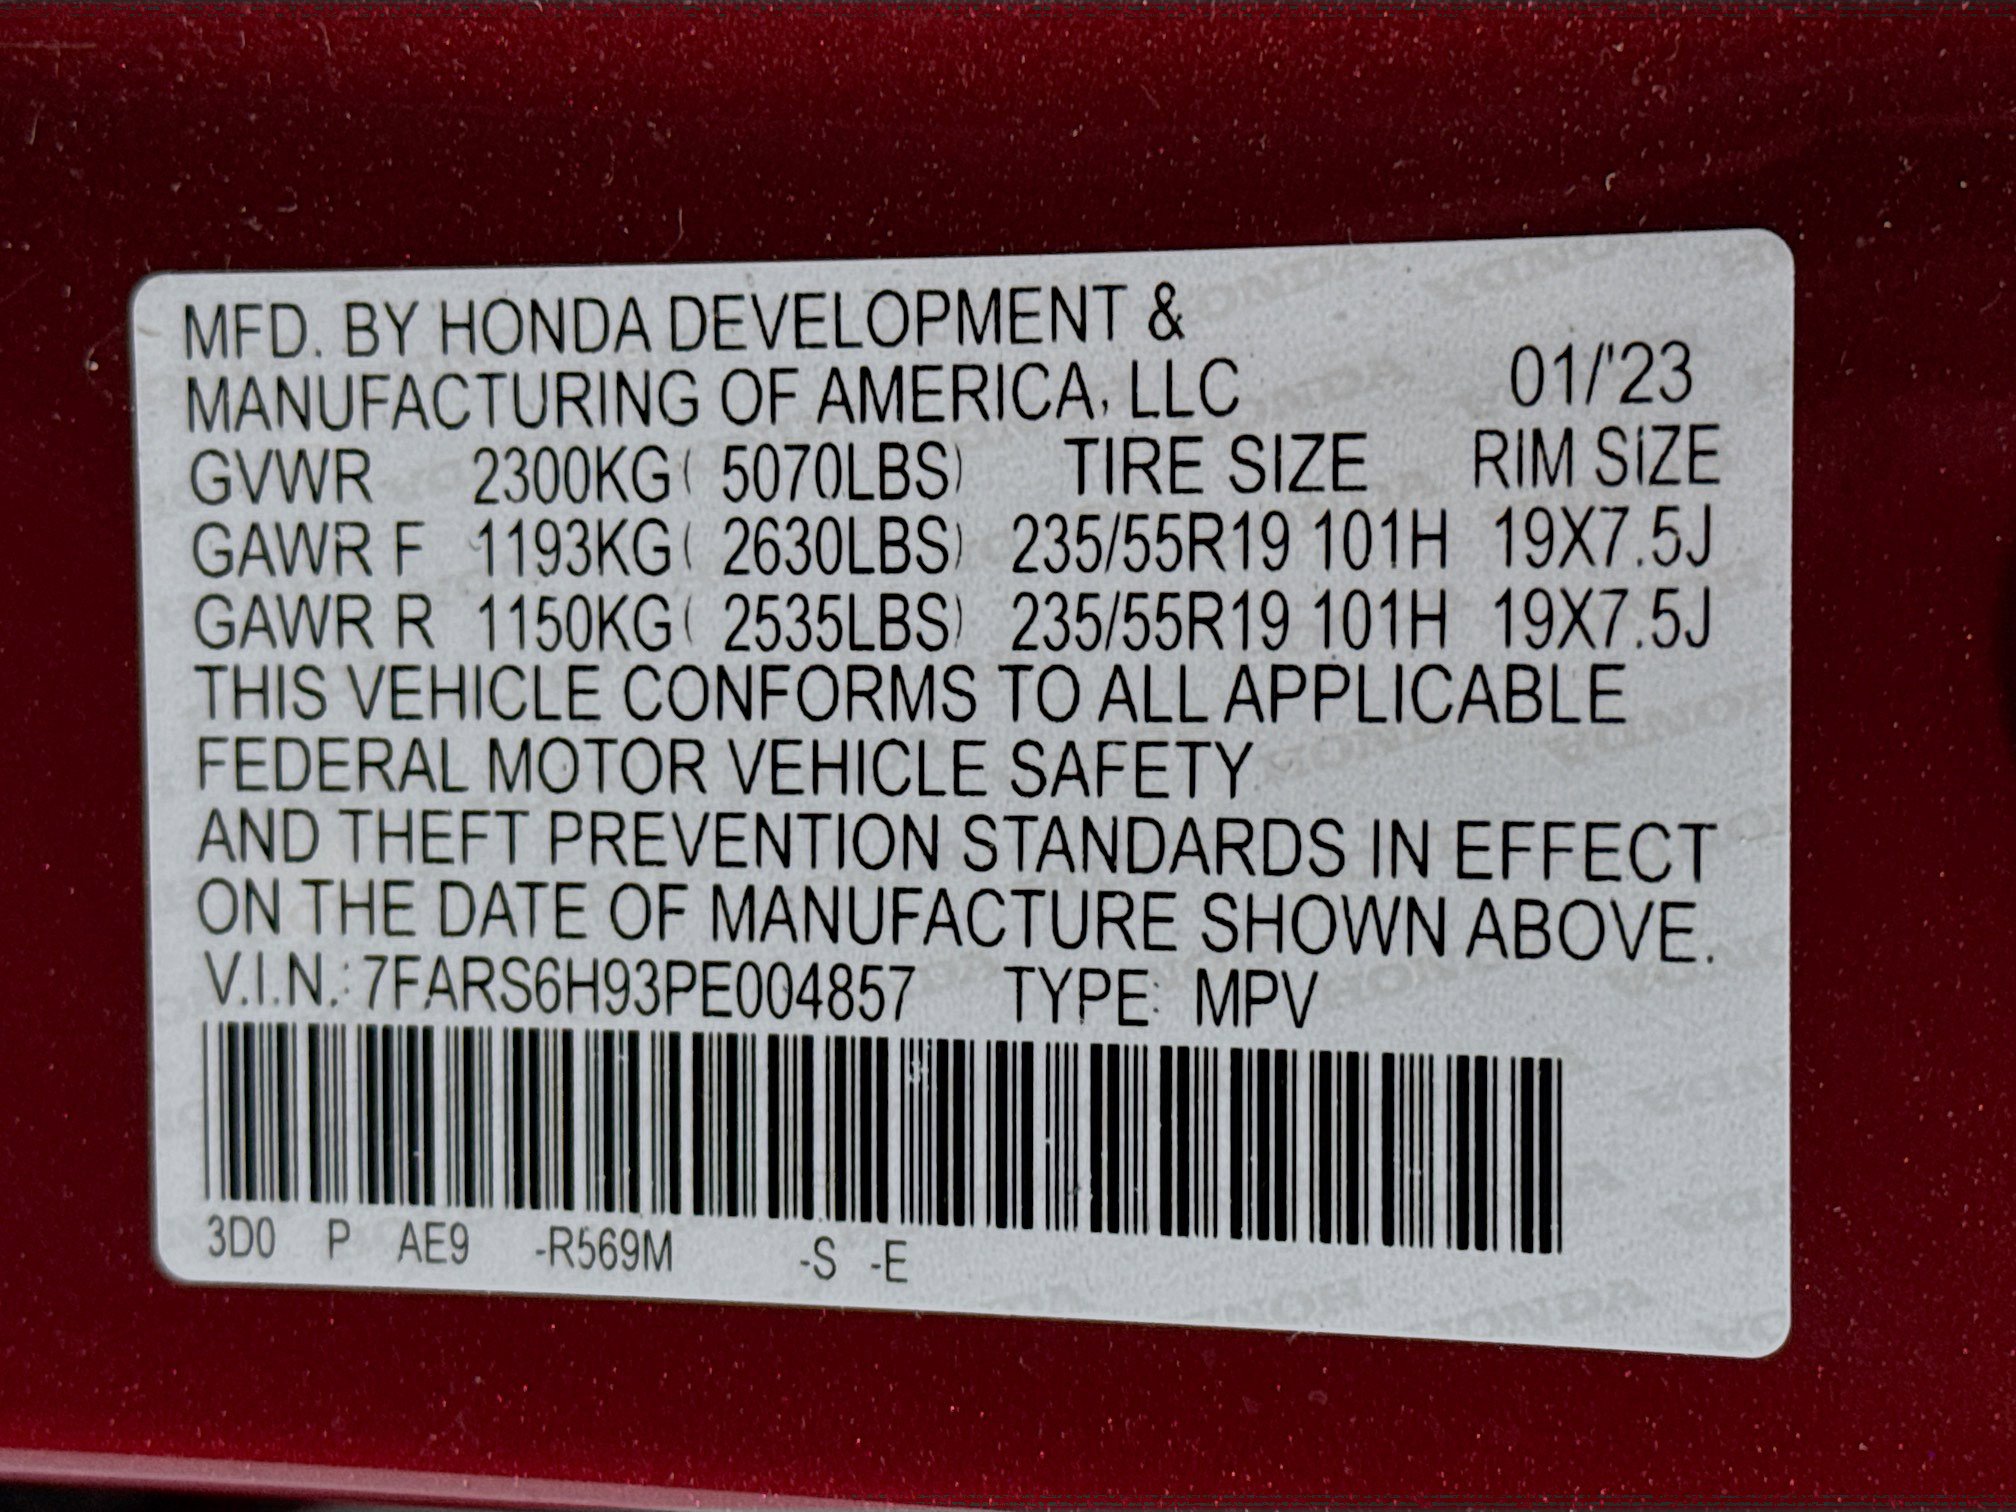 MFD. BY HONDA DEVELOPMENT &
MANUFACTURING OF AMERICA, LLC 01/'23
GVWR 2300KG( 5070LBS) TIRE SIZE RIM SIZE
GAWR F 1193KG( 2630LBS) 235/55R19 101H 19X7.5J
GAWR R 1150KG( 2535LBS) 235/55R19 101H 19X7.5J
THIS VEHICLE CONFORMS TO ALL APPLICABLE
FEDERAL MOTOR VEHICLE SAFETY
AND THEFT PREVENTION STANDARDS IN EFFECT
ON THE DATE OF MANUFACTURE SHOWN ABOVE.
V.I.N.: 7FARS6H93PE004857 TYPE: MPV
3D0 P AE9 -R569M -S -E